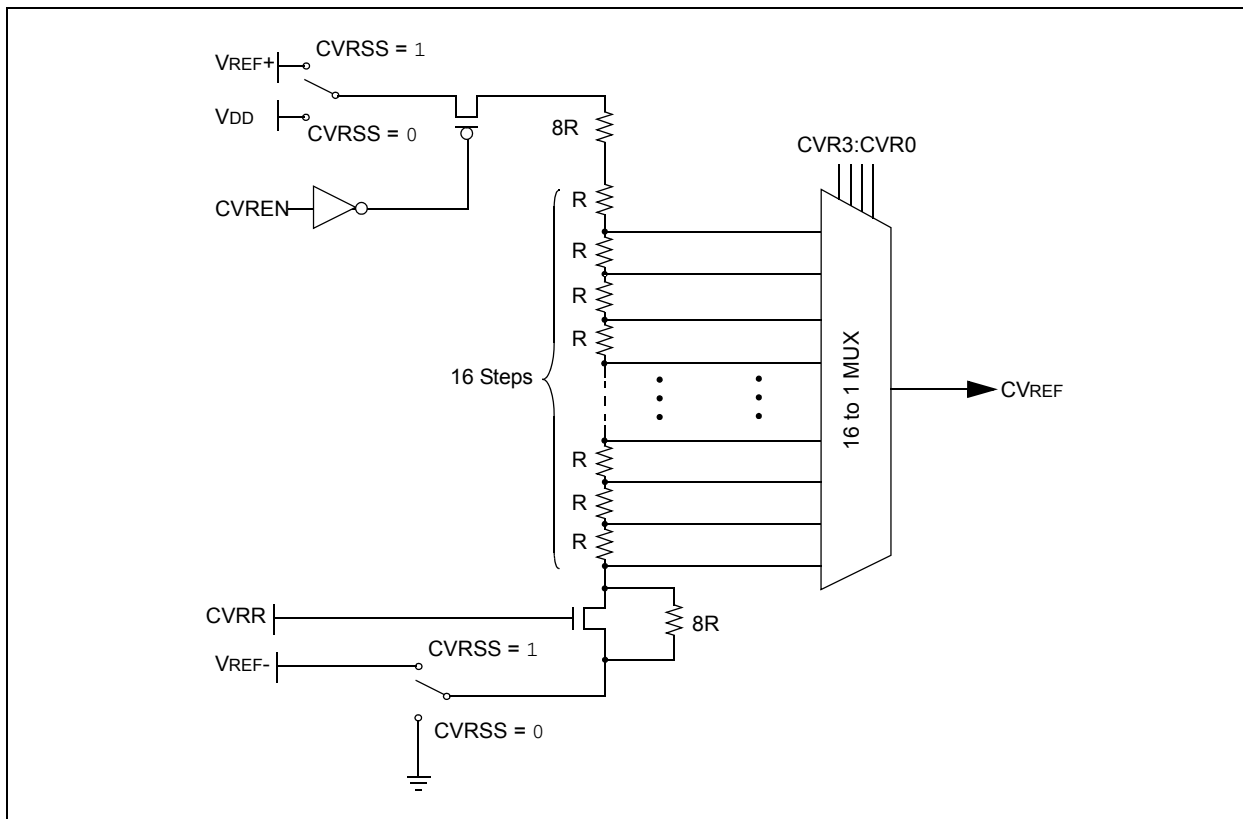 CVRSS = 1
VREF+
VDD
CVRSS = 0
8R
CVR3:CVR0
CVREN
R
R
R
R
16 Steps
16 to 1 MUX
CVREF
R
R
R
CVRR
8R
CVRSS = 1
VREF-
CVRSS = 0